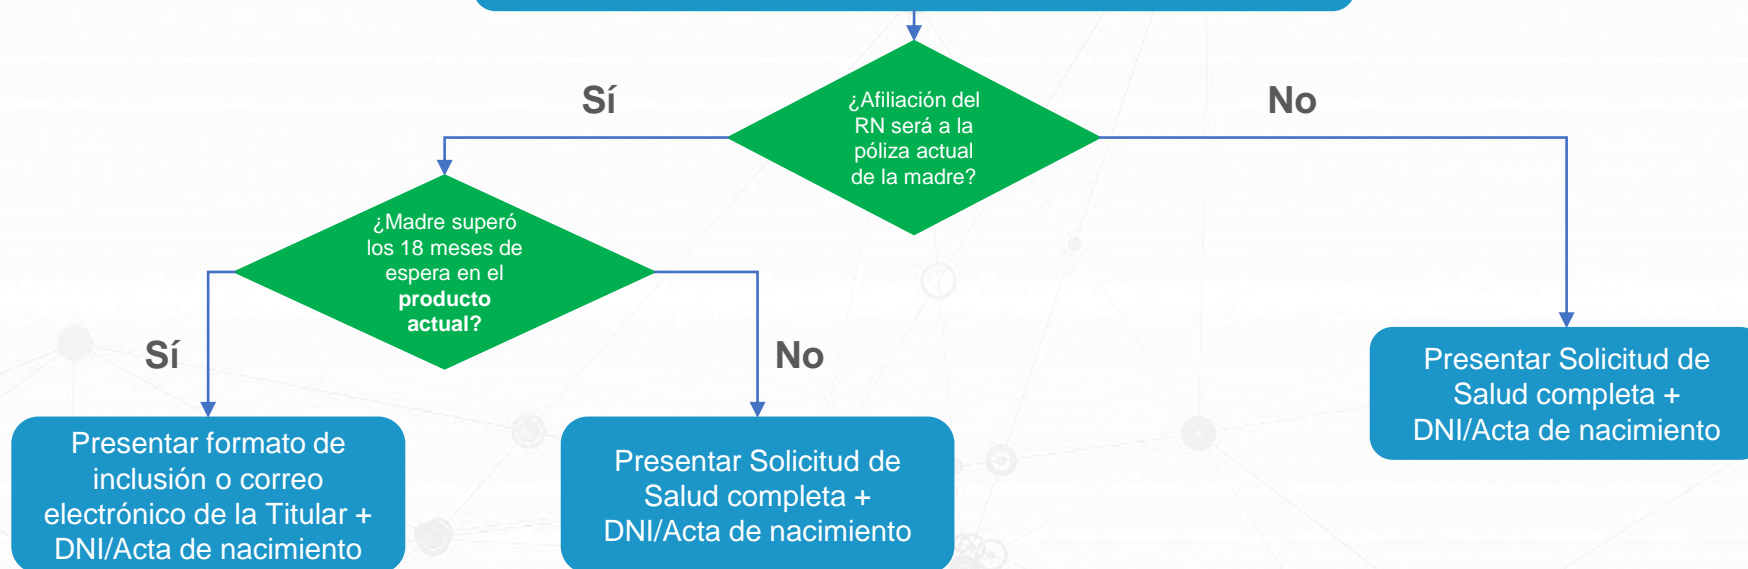 ¿Afiliación del
RN será a la
póliza actual
de la madre?
Sí
No
¿Madre superó
los 18 meses de
espera en el
producto
actual?
Sí
No
Presentar formato de
inclusión o correo
electrónico de la Titular +
DNI/Acta de nacimiento
Presentar Solicitud de
Salud completa +
DNI/Acta de nacimiento
Presentar Solicitud de
Salud completa +
DNI/Acta de nacimiento